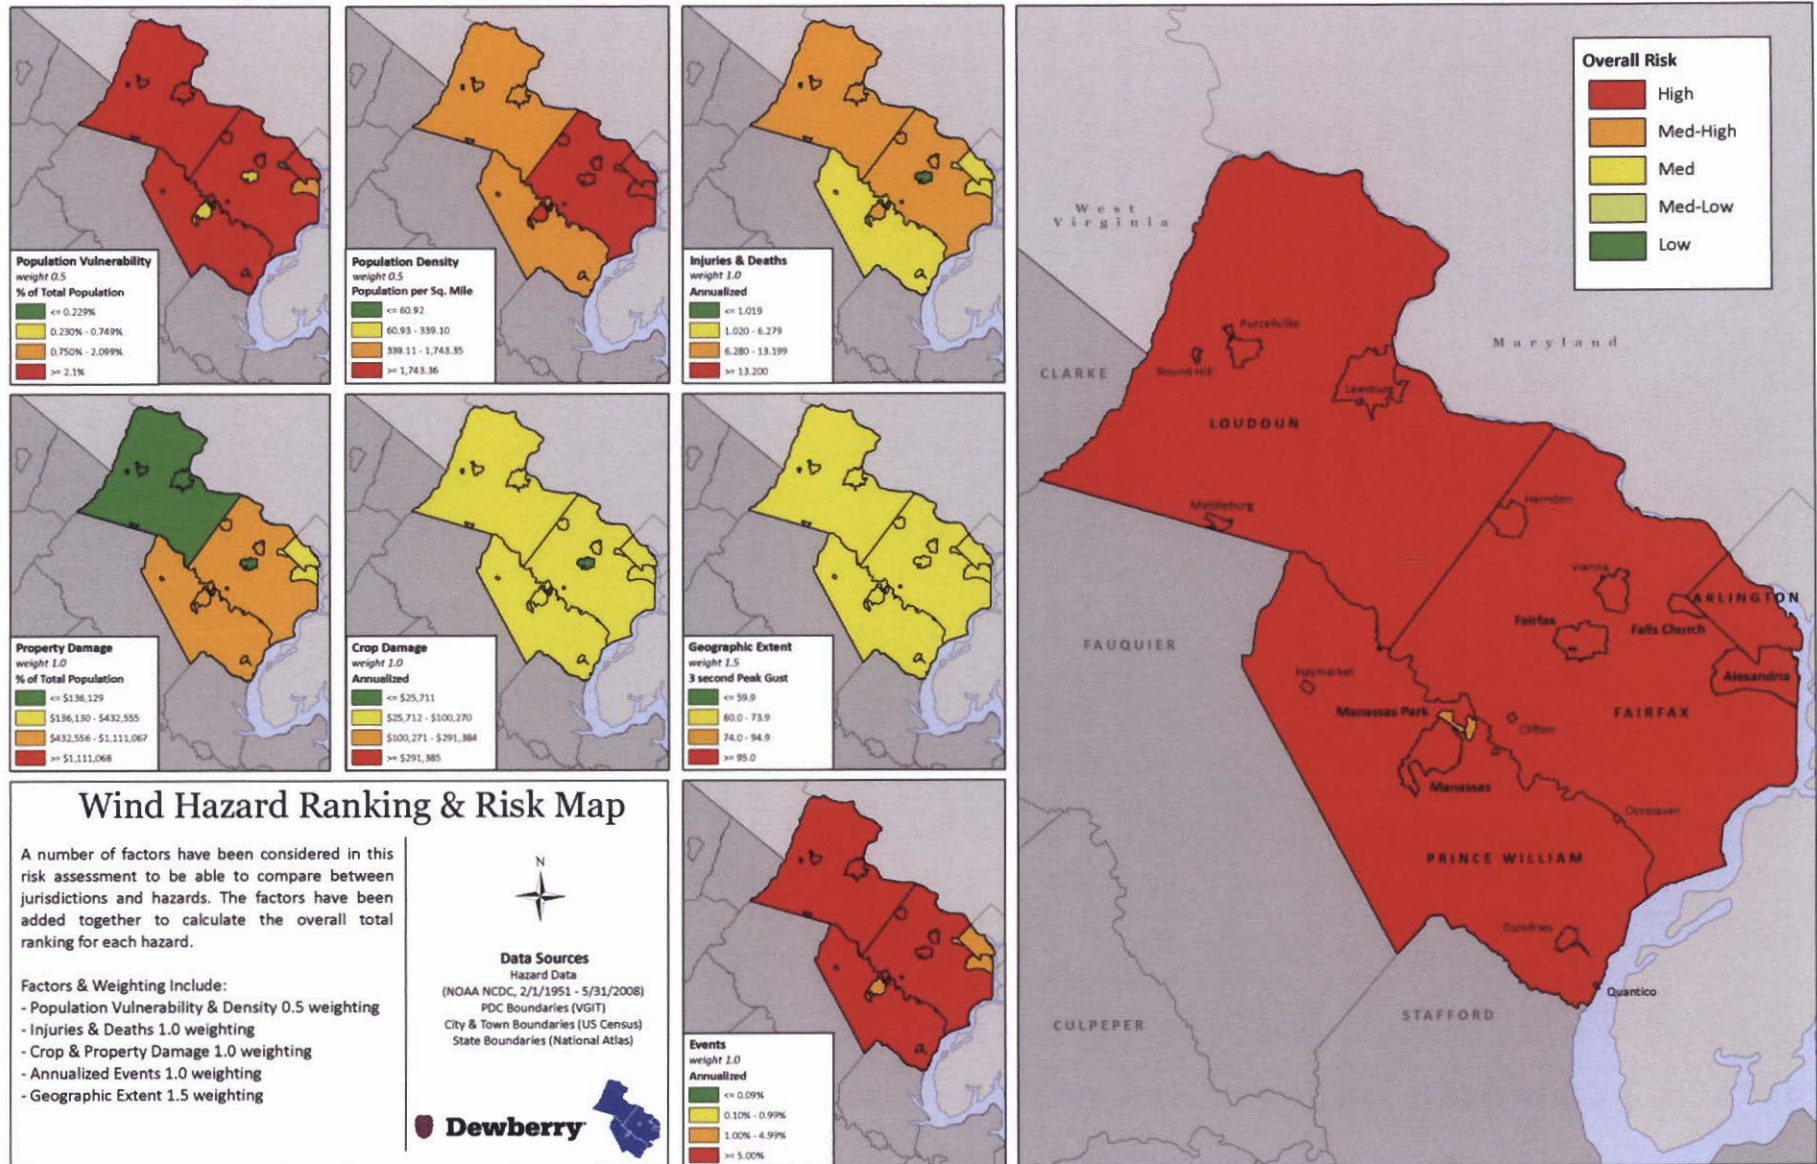 Population Vulnerability
weight 0.5
% of Total Population
<= 0.229%
0.230% - 0.749%
0.750% - 2.099%
>= 2.1%
Population Density
weight 0.5
Population per Sq. Mile
<= 60.92
60.93 - 339.10
339.11 - 1,743.35
>= 1,743.36
Injuries & Deaths
weight 1.0
Annualized
<= 1.019
1.020 - 6.279
6.280 - 13.199
>= 13.200
Property Damage
weight 1.0
% of Total Population
<= $136,129
$136,130 - $432,555
$432,556 - $1,111,067
>= $1,111,068
Crop Damage
weight 1.0
Annualized
<= $25,711
$25,712 - $100,270
$100,271 - $291,384
>= $291,385
Geographic Extent
weight 1.5
3 second Peak Gust
<= 59.9
60.0 - 73.9
74.0 - 94.9
>= 95.0
Wind Hazard Ranking & Risk Map
A number of factors have been considered in this
risk assessment to be able to compare between
jurisdictions and hazards. The factors have been
added together to calculate the overall total
ranking for each hazard.
Factors & Weighting Include:
- Population Vulnerability & Density 0.5 weighting
- Injuries & Deaths 1.0 weighting
- Crop & Property Damage 1.0 weighting
- Annualized Events 1.0 weighting
- Geographic Extent 1.5 weighting
N
Data Sources
Hazard Data
(NOAA NCDC, 2/1/1951 - 5/31/2008)
PDC Boundaries (VGIT)
City & Town Boundaries (US Census)
State Boundaries (National Atlas)
Dewberry
Events
weight 1.0
Annualized
<= 0.09%
0.10% - 0.99%
1.00% - 4.99%
>= 5.00%
Overall Risk
High
Med-High
Med
Med-Low
Low
West
Virginia
Maryland
CLARKE
Purcellville
Round Hill
Leesburg
LOUDOUN
Middleburg
Herndon
Vienna
ARLINGTON
Fairfax
Falls Church
FAUQUIER
Haymarket
Alexandria
Manassas Park
FAIRFAX
Clifton
Manassas
Occoquan
PRINCE WILLIAM
Dumfries
Quantico
STAFFORD
CULPEPER